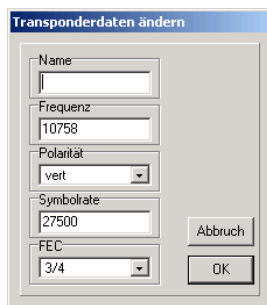 Transponderdaten ändern
Name
Frequenz
10758
Polarität
vert
Symbolrate
27500
Abbruch
FEC
3/4
OK